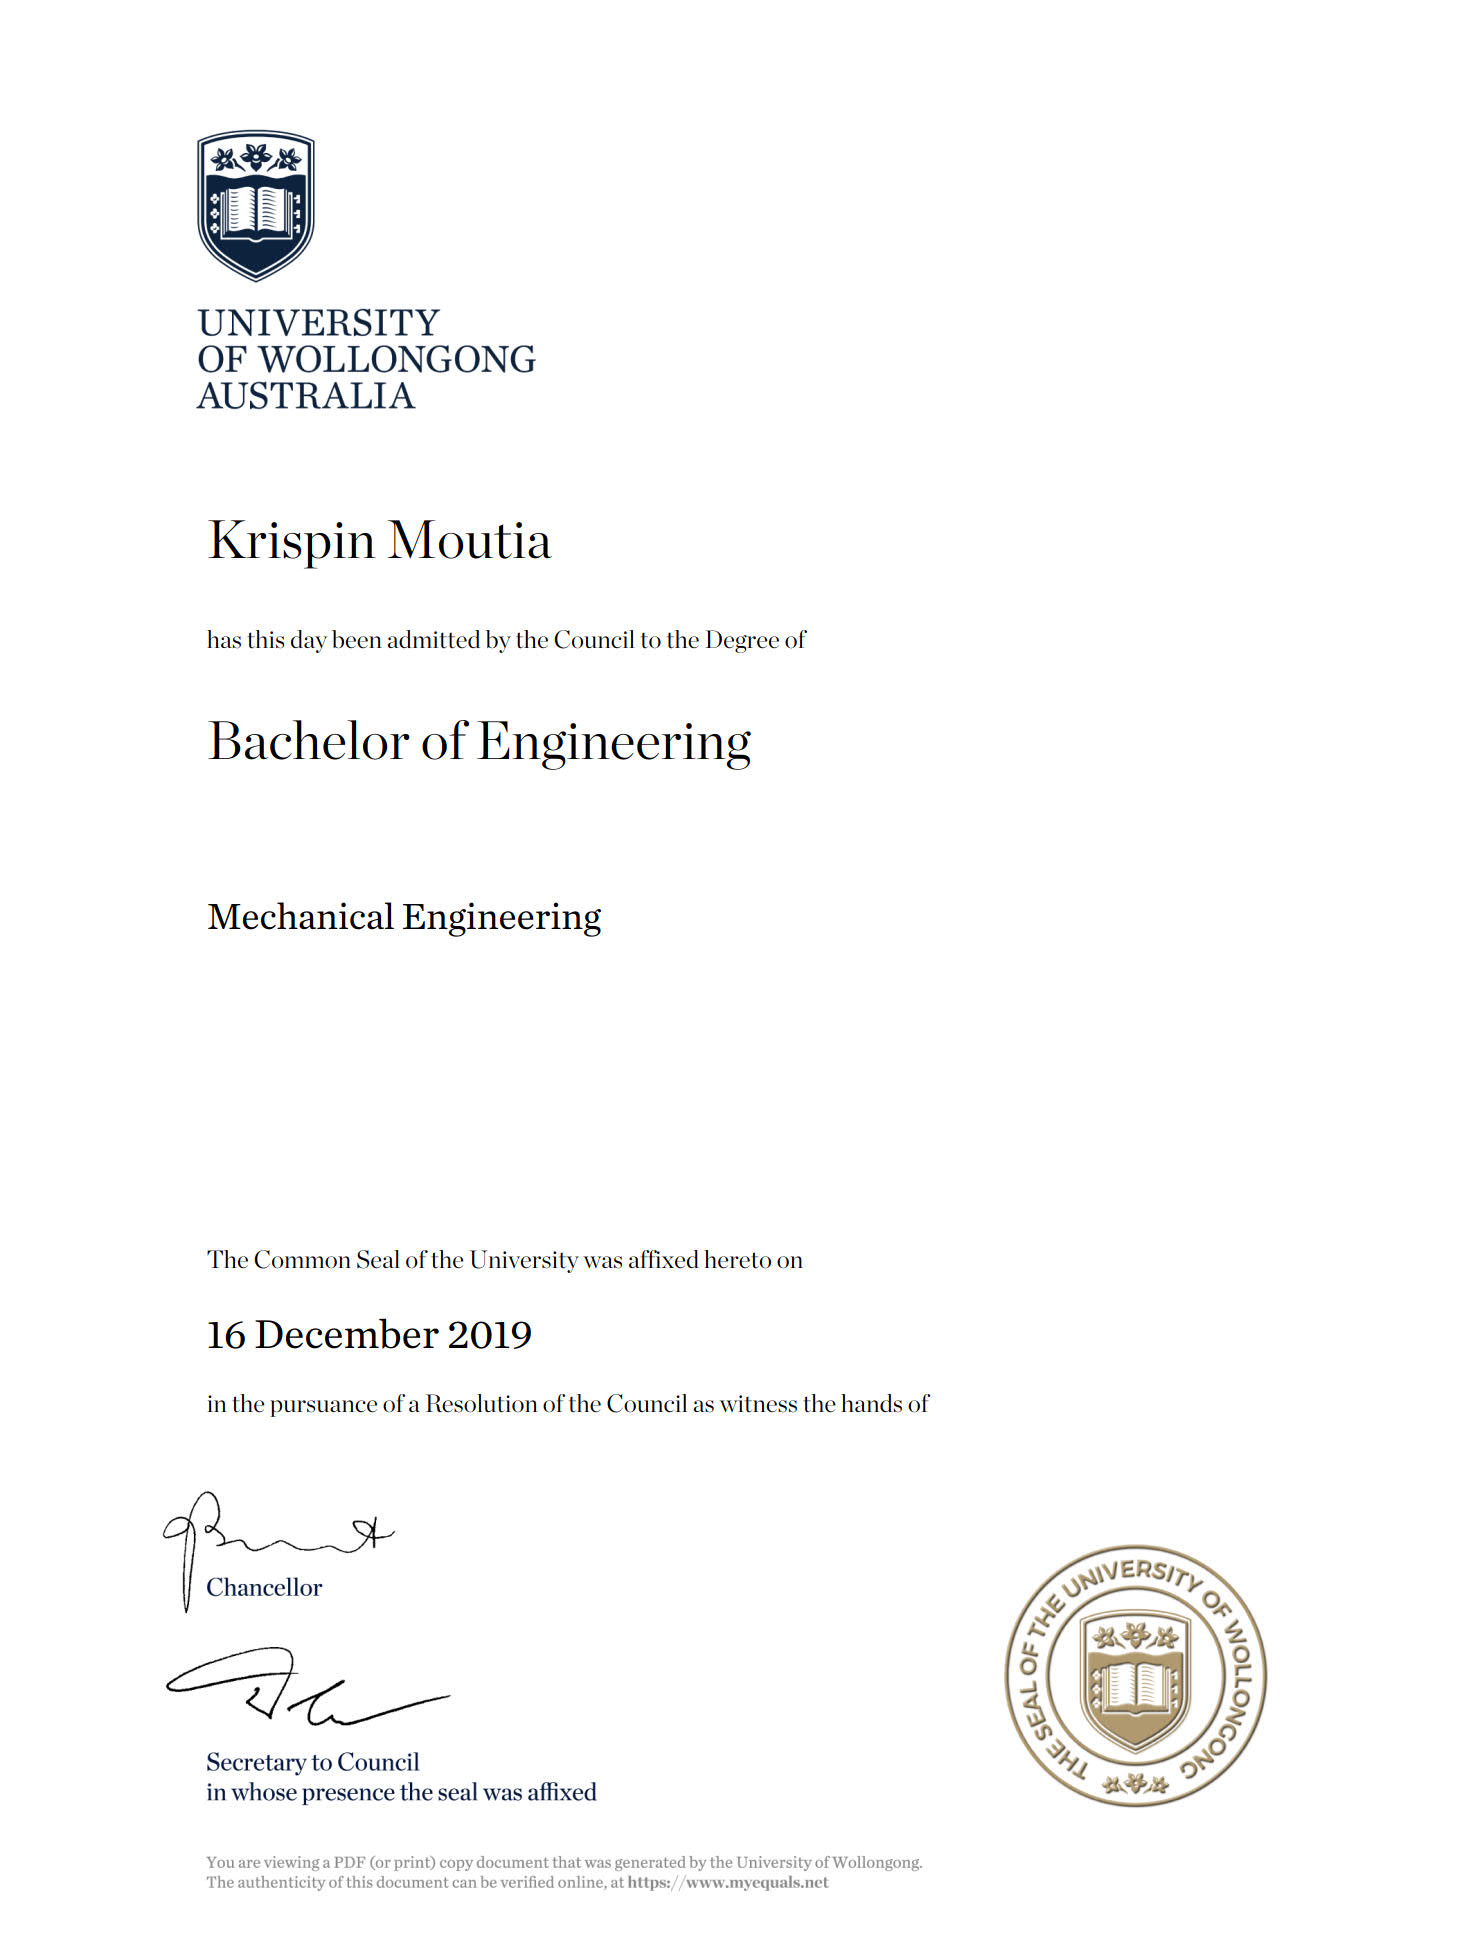 UNIVERSITY
OF WOLLONGONG
AUSTRALIA
Krispin Moutia
has this day been admitted by the Council to the Degree of
Bachelor of Engineering
Mechanical Engineering
The Common Seal of the University was affixed hereto on
16 December 2019
in the pursuance of a Resolution of the Council as witness the hands of
Chancellor
Secretary to Council
in whose presence the seal was affixed
THE SEAL OF THE UNIVERSITY OF WOLLONGONG
You are viewing a PDF (or print) copy document that was generated by the University of Wollongong.
The authenticity of this document can be verified online, at https://www.myequals.net